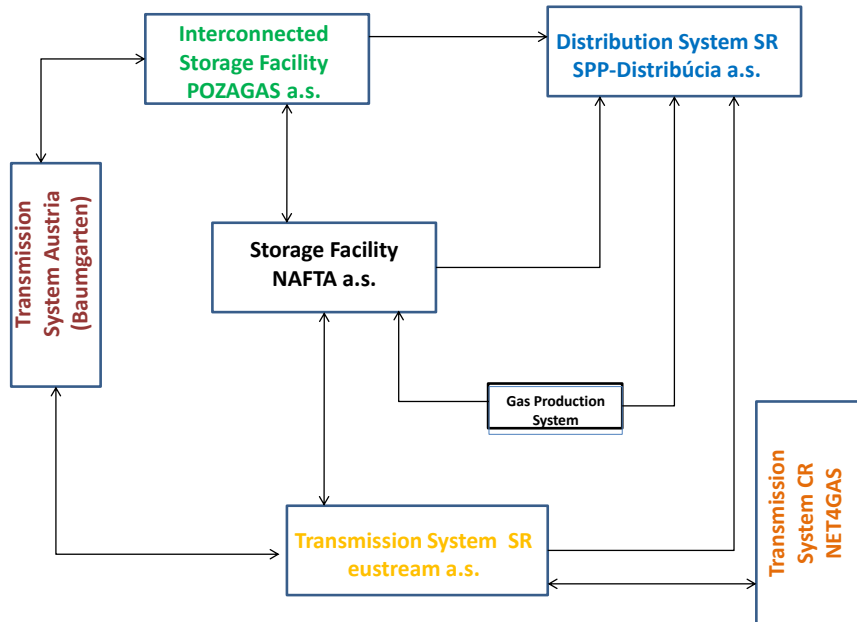 Interconnected
Storage Facility
POZAGAS a.s.
Distribution System SR
SPP-Distribúcia a.s.
Transmission
System Austria
(Baumgarten)
Storage Facility
NAFTA a.s.
Gas Production
System
Transmission System SR
eustream a.s.
Transmission
System CR
NET4GAS